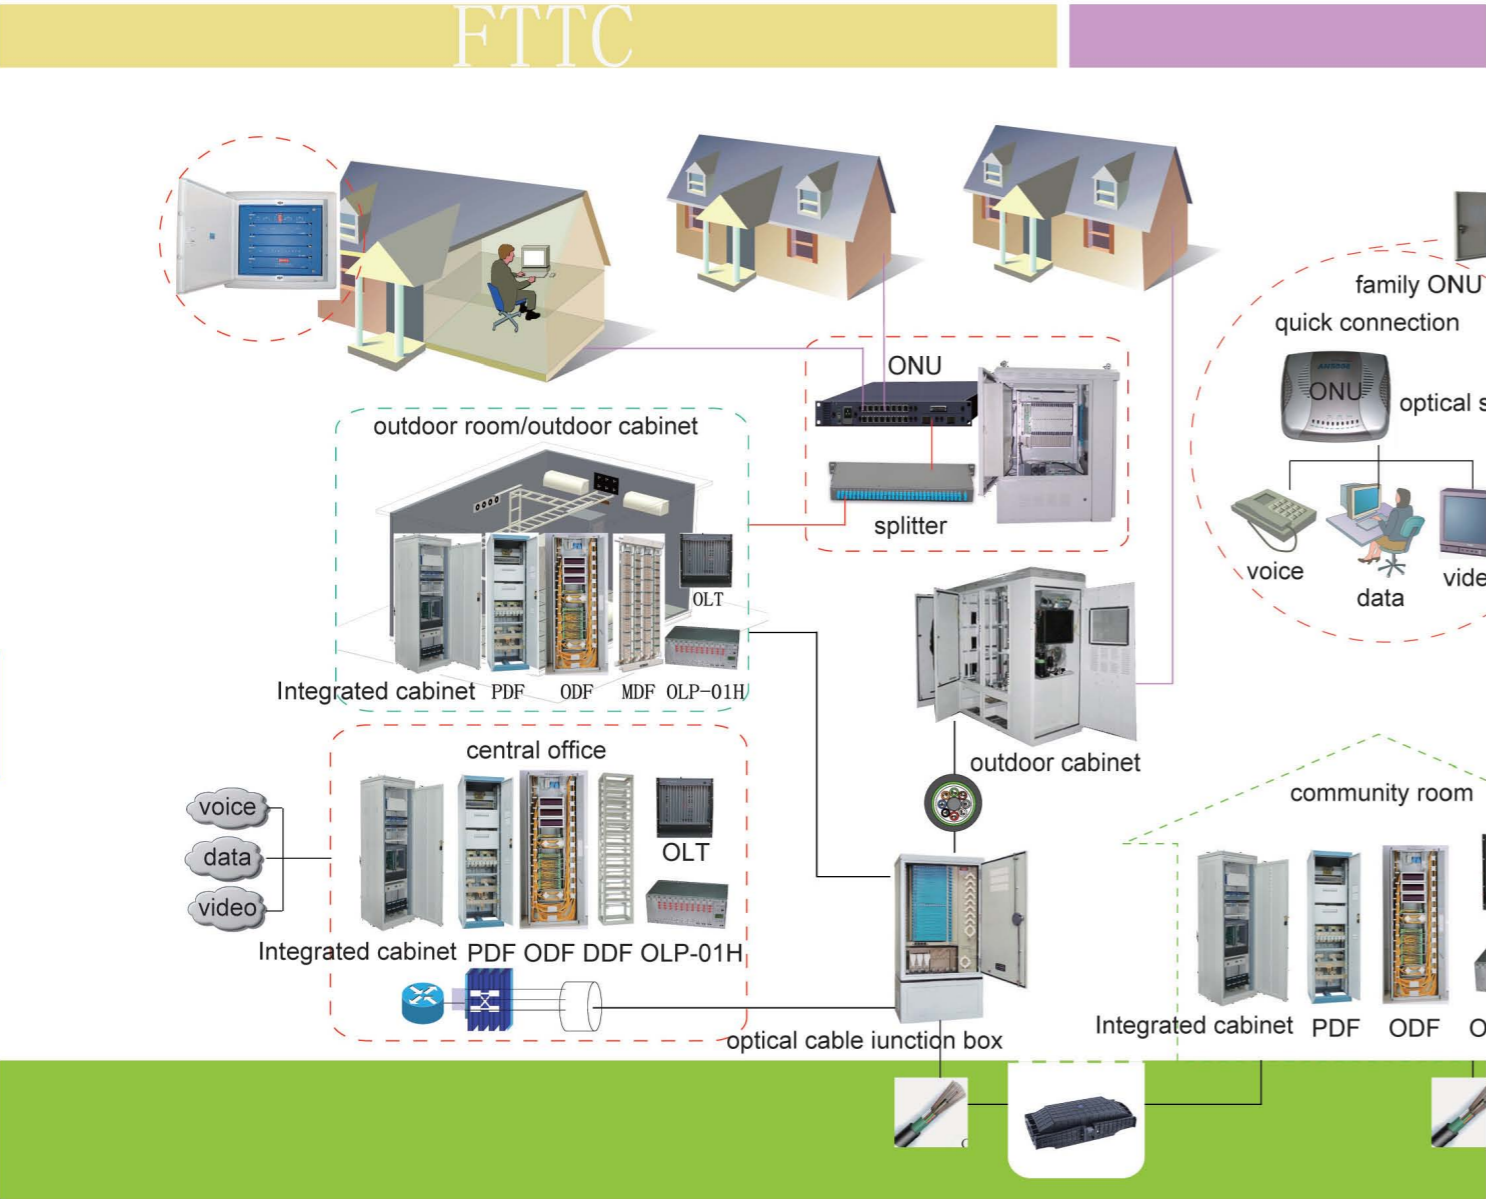 FTTC
family ONU
quick connection
ONU
optical s
voice
data
vide
ONU
splitter
outdoor room/outdoor cabinet
OLT
Integrated cabinet PDF ODF MDF OLP-01H
central office
voice
data
video
OLT
Integrated cabinet PDF ODF DDF OLP-01H
outdoor cabinet
optical cable iunction box
community room
Integrated cabinet PDF ODF O